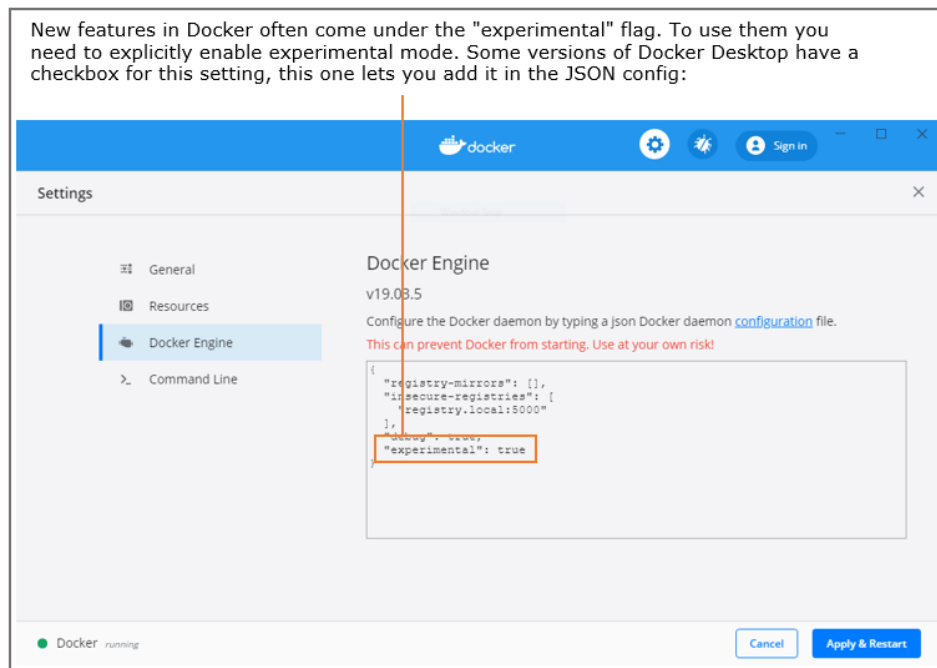 New features in Docker often come under the "experimental" flag. To use them you
need to explicitly enable experimental mode. Some versions of Docker Desktop have a
checkbox for this setting, this one lets you add it in the JSON config:
docker
Sign in
Settings
General
Resources
Docker Engine
Command Line
Docker Engine
v19.03.5
Configure the Docker daemon by typing a json Docker daemon configuration file.
This can prevent Docker from starting. Use at your own risk!
{
"registry-mirrors": [],
"insecure-registries": [
"registry.local:5000"
],
"debug": true,
"experimental": true
}
Docker running
Cancel
Apply & Restart